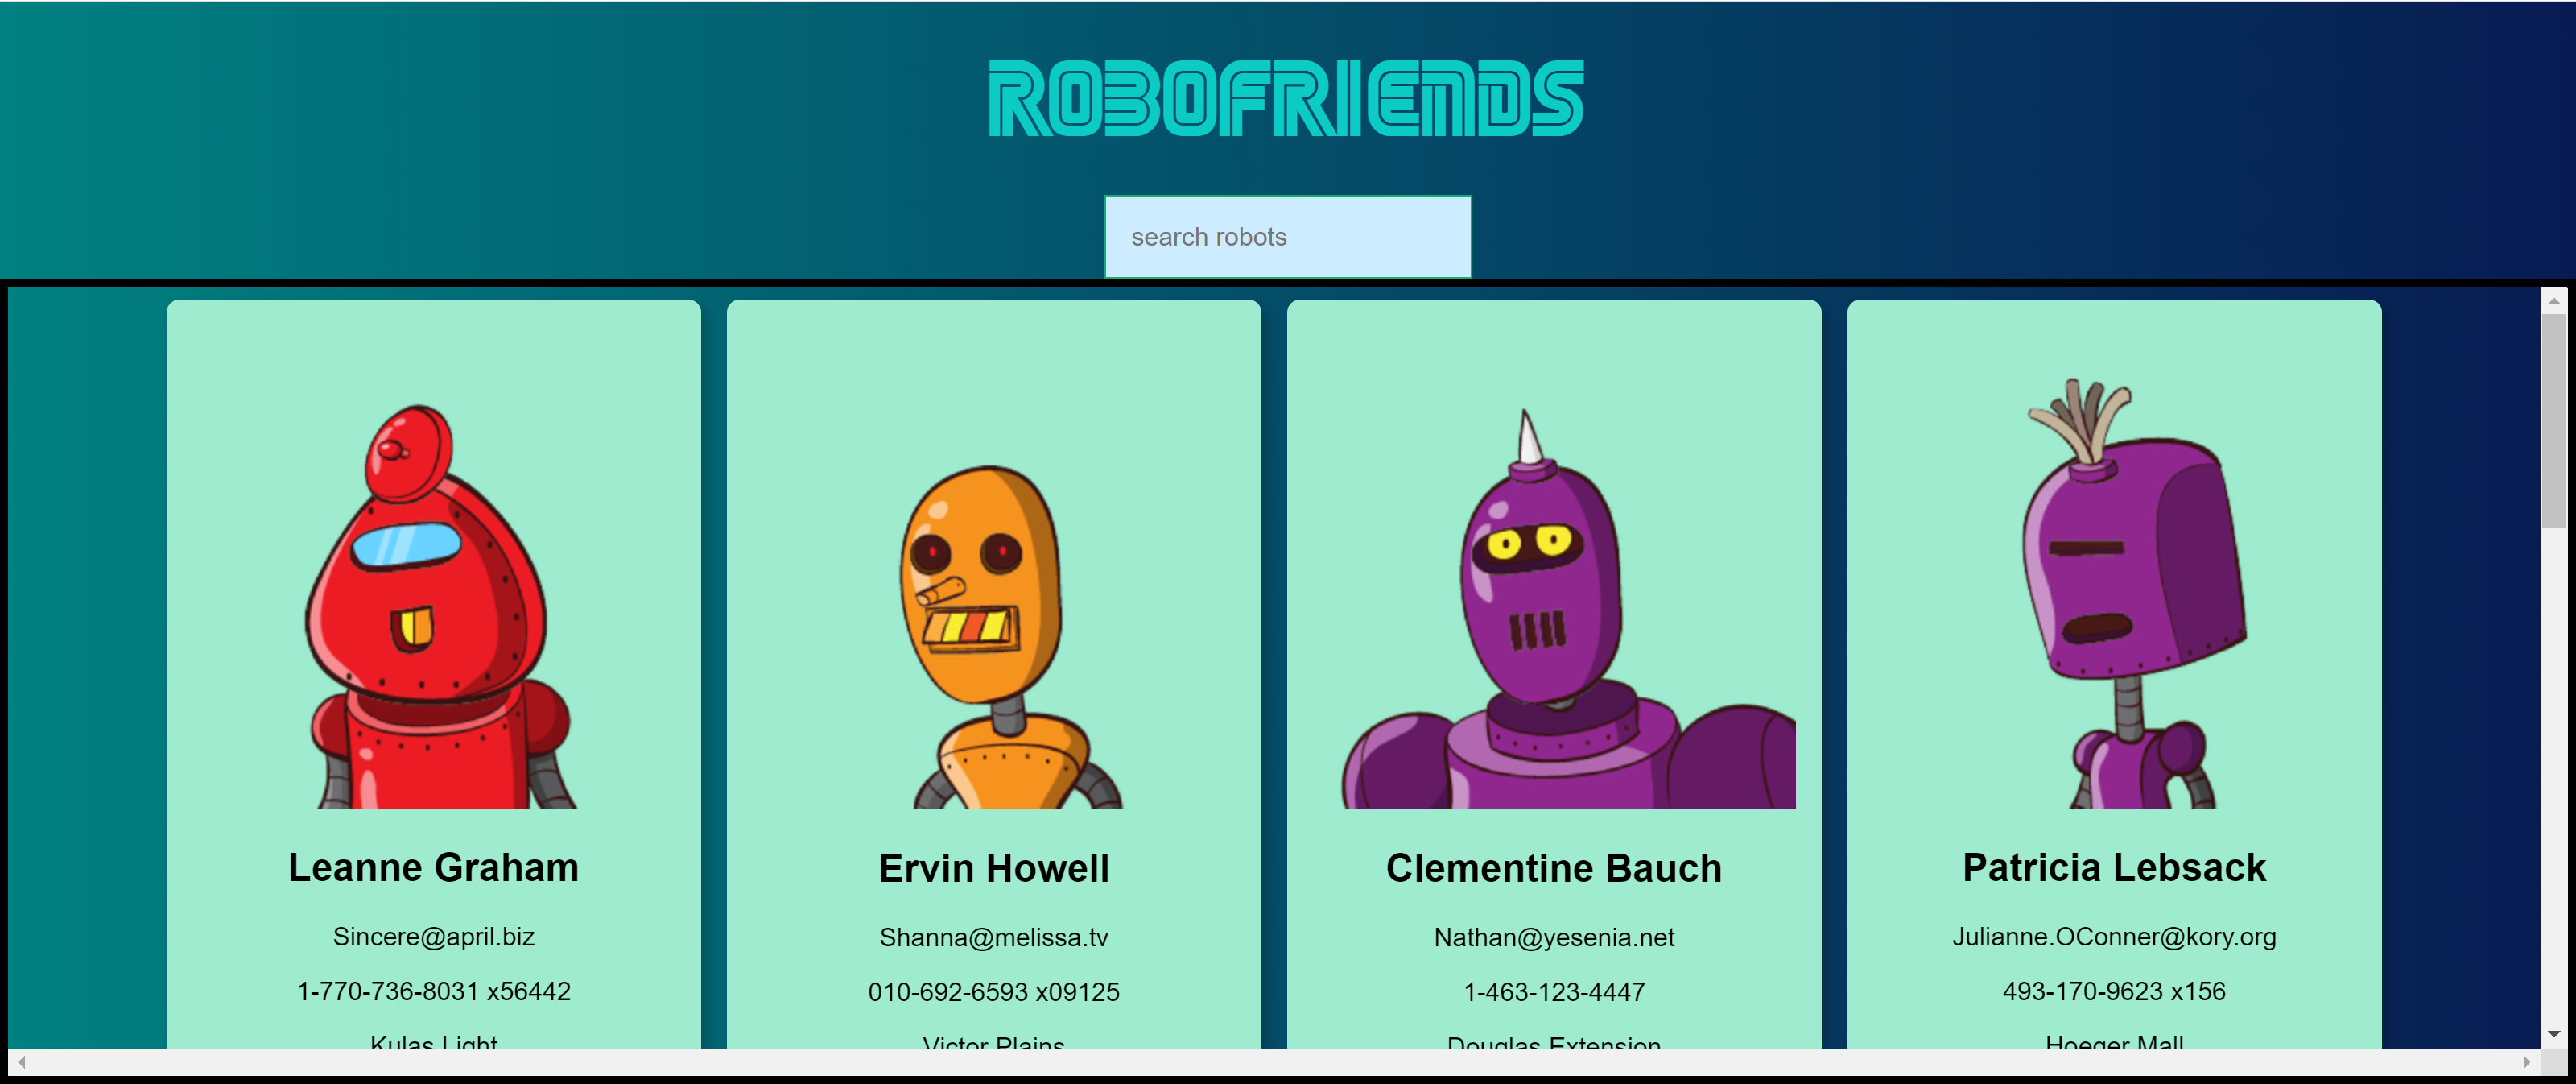 ROBOFRIENDS
search robots
Leanne Graham
Sincere@april.biz
1-770-736-8031 x56442
Kulas Light
Ervin Howell
Shanna@melissa.tv
010-692-6593 x09125
Victor Plains
Clementine Bauch
Nathan@yesenia.net
1-463-123-4447
Douglas Extension
Patricia Lebsack
Julianne.OConner@kory.org
493-170-9623 x156
Hoeger Mall